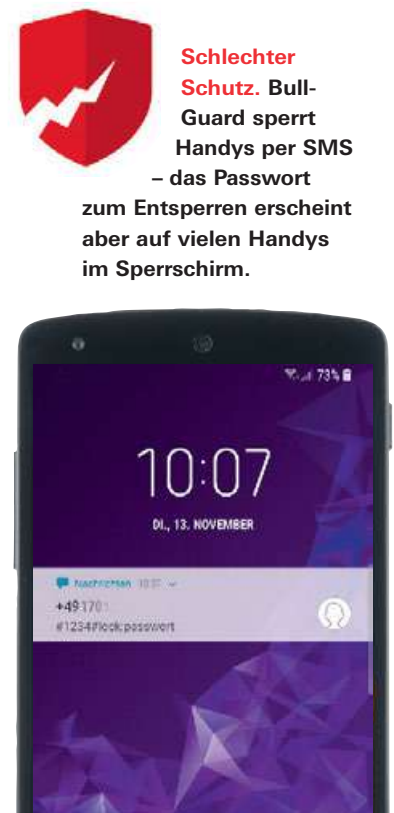 Schlechter
Schutz. Bull-
Guard sperrt
Handys per SMS
– das Passwort
zum Entsperren erscheint
aber auf vielen Handys
im Sperrschirm.
73%
10:07
DI., 13. NOVEMBER
Nachrichten
+49170
#1234#lock:passwort